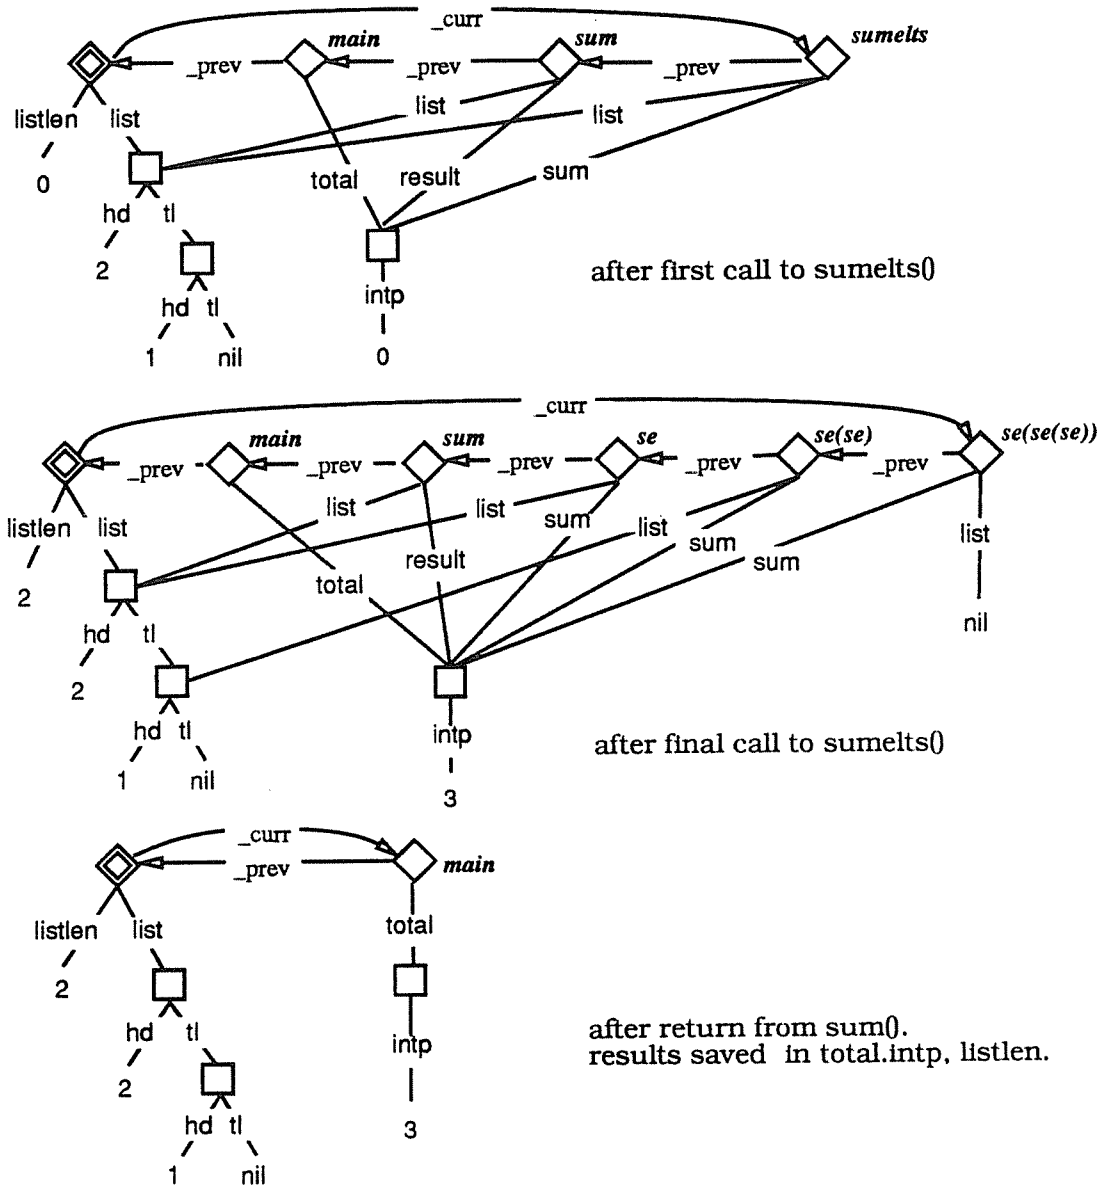 _curr
main
sum
sumelts
_prev
_prev
_prev
listlen
list
list
list
0
total
result
sum
hd
tl
2
after first call to sumelts()
intp
hd
tl
1
nil
0
_curr
main
sum
se
se(se)
se(se(se))
_prev
_prev
_prev
_prev
_prev
listlen
list
list
list
sum
list
sum
sum
list
2
total
result
nil
hd
tl
2
hd
tl
intp
after final call to sumelts()
1
nil
3
_curr
_prev
main
listlen
list
total
2
hd
tl
intp
after return from sum().
results saved in total.intp, listlen.
2
hd
tl
3
1
nil